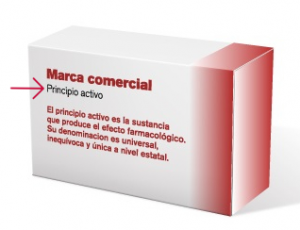 Marca comercial
Principio activo
El principio activo es la sustancia
que produce el efecto farmacológico.
Su denominacion es universal,
inequívoca y única a nivel estatal.